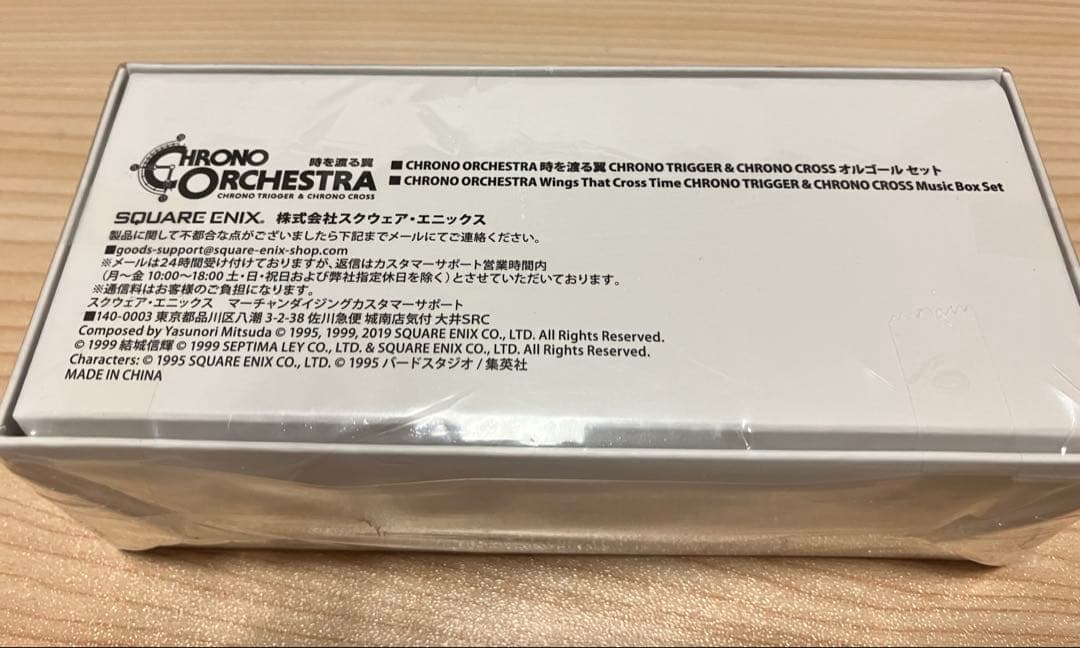 CHRONO 時を渡る翼
ORCHESTRA
CHRONO TRIGGER & CHRONO CROSS
■ CHRONO ORCHESTRA 時を渡る翼 CHRONO TRIGGER & CHRONO CROSS オルゴール セット
■ CHRONO ORCHESTRA Wings That Cross Time CHRONO TRIGGER & CHRONO CROSS Music Box Set
SQUARE ENIX. 株式会社スクウェア・エニックス
製品に関して不都合な点がございましたら下記までメールにてご連絡ください。
■goods-support@square-enix-shop.com
※メールは24時間受け付けておりますが、返信はカスタマーサポート営業時間内
(月〜金 10:00〜18:00 土・日・祝日および弊社指定休日を除く)とさせていただいております。
※通信料はお客様のご負担になります。
スクウェア・エニックス マーチャンダイジングカスタマーサポート
■140-0003 東京都品川区八潮 3-2-38 佐川急便 城南店気付 大井SRC
Composed by Yasunori Mitsuda © 1995, 1999, 2019 SQUARE ENIX CO., LTD. All Rights Reserved.
© 1999 結城信輝 © 1999 SEPTIMA LEY CO., LTD. & SQUARE ENIX CO., LTD. All Rights Reserved.
Characters: © 1995 SQUARE ENIX CO., LTD. © 1995 バードスタジオ / 集英社
MADE IN CHINA